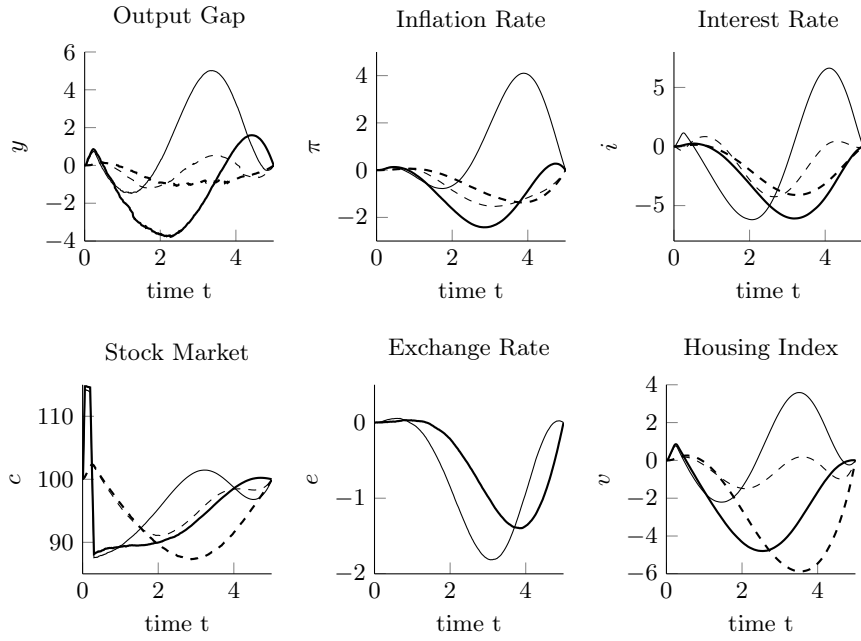 Output Gap
Inflation Rate
Interest Rate
6
4
2
0
−2
−4
y
0
2
4
time t
4
2
0
−2
π
0
2
4
time t
5
0
−5
i
0
2
4
time t
Stock Market
Exchange Rate
Housing Index
110
100
90
c
0
2
4
time t
0
−1
−2
e
0
2
4
time t
4
2
0
−2
−4
−6
v
0
2
4
time t